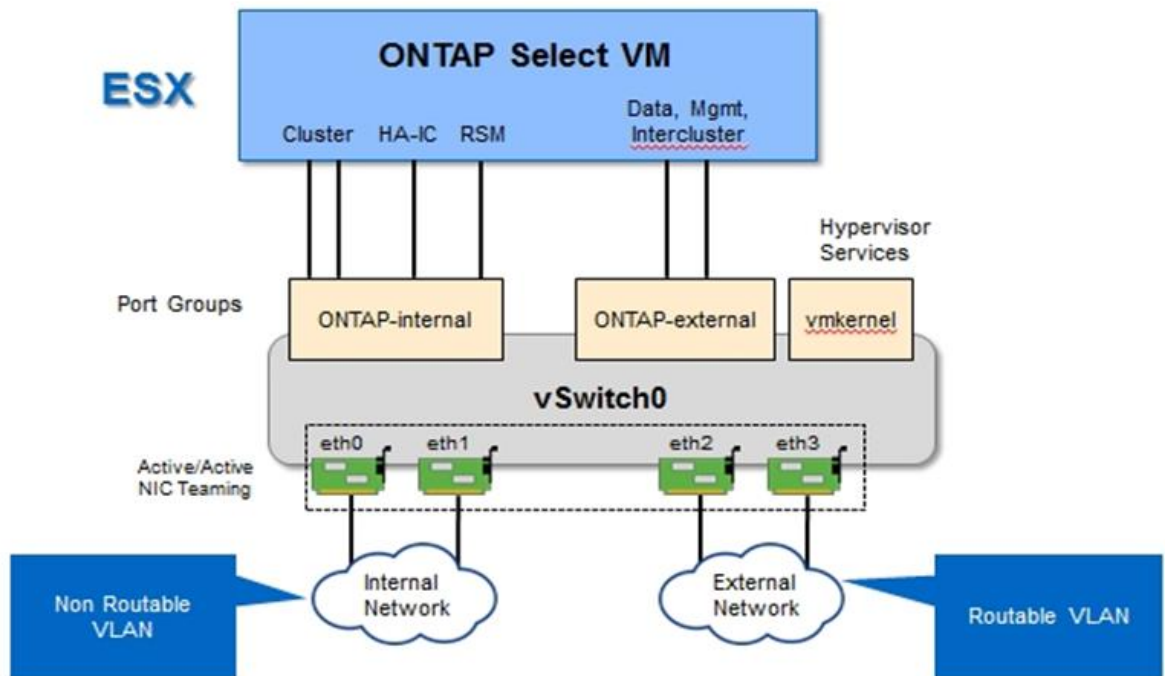 ONTAP Select VM
ESX
Data, Mgmt,
Cluster HA-IC RSM
Intercluster
Hypervisor
Services
Port Groups
ONTAP-internal
ONTAP-external
vmkernel
vSwitch0
eth0
eth1
eth2
eth3
Active/Active
NIC Teaming
Non Routable
VLAN
Internal
Network
External
Network
Routable VLAN